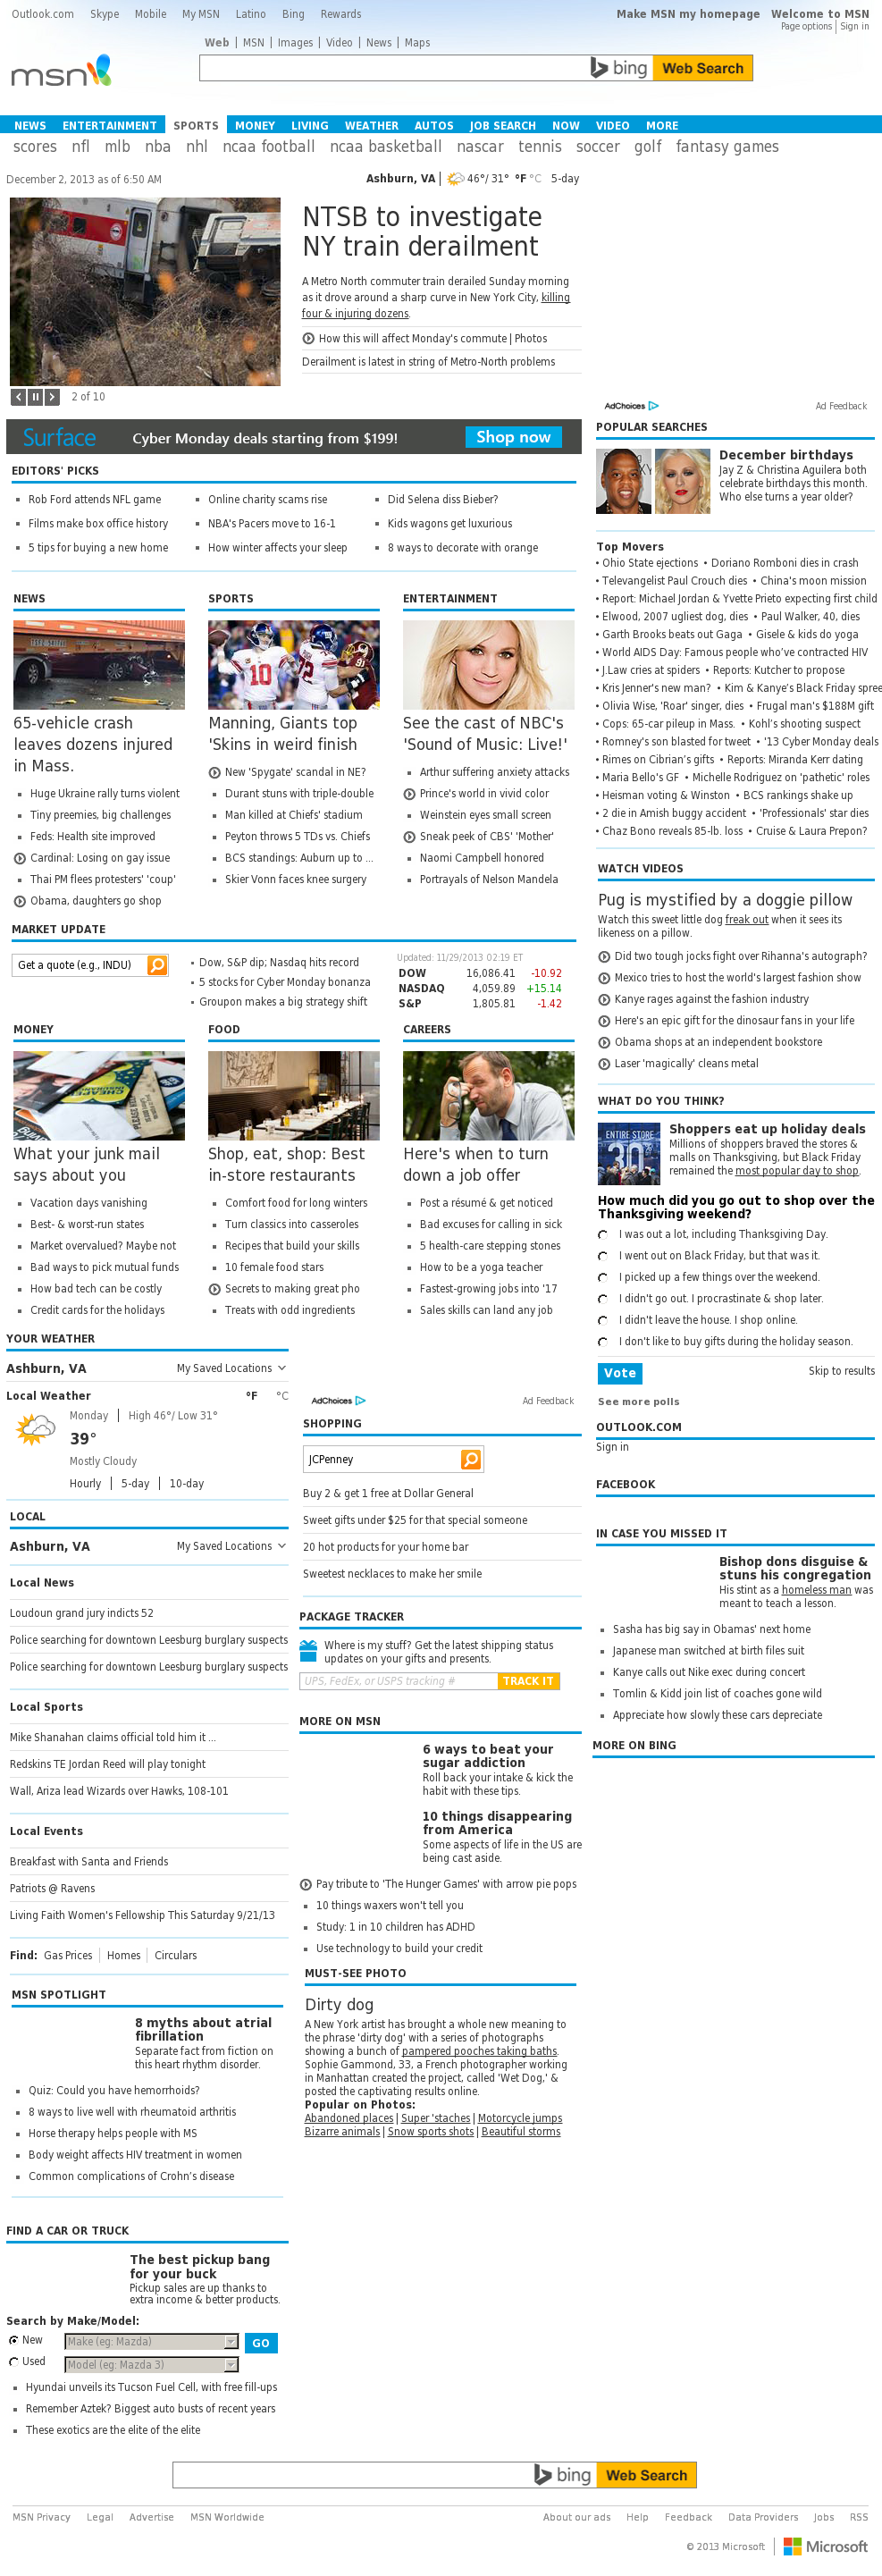 Outlook.com Skype Mobile My MSN Latino Bing Rewards
Make MSN my homepage Welcome to MSN
Page options | Sign in
Web | MSN | Images | Video | News | Maps
msn
bing Web Search
NEWS ENTERTAINMENT SPORTS MONEY LIVING WEATHER AUTOS JOB SEARCH NOW VIDEO MORE
scores nfl mlb nba nhl ncaa football ncaa basketball nascar tennis soccer golf fantasy games
December 2, 2013 as of 6:50 AM
Ashburn, VA | 46°/ 31° °F °C 5-day
NTSB to investigate
NY train derailment
A Metro North commuter train derailed Sunday morning
as it drove around a sharp curve in New York City, killing
four & injuring dozens.
How this will affect Monday's commute | Photos
Derailment is latest in string of Metro-North problems
2 of 10
Surface Cyber Monday deals starting from $199! Shop now
EDITORS' PICKS
Rob Ford attends NFL game
Online charity scams rise
Did Selena diss Bieber?
Films make box office history
NBA's Pacers move to 16-1
Kids wagons get luxurious
5 tips for buying a new home
How winter affects your sleep
8 ways to decorate with orange
NEWS
65-vehicle crash
leaves dozens injured
in Mass.
Huge Ukraine rally turns violent
Tiny preemies, big challenges
Feds: Health site improved
Cardinal: Losing on gay issue
Thai PM flees protesters' 'coup'
Obama, daughters go shop
SPORTS
Manning, Giants top
'Skins in weird finish
New 'Spygate' scandal in NE?
Durant stuns with triple-double
Man killed at Chiefs' stadium
Peyton throws 5 TDs vs. Chiefs
BCS standings: Auburn up to ...
Skier Vonn faces knee surgery
ENTERTAINMENT
See the cast of NBC's
'Sound of Music: Live!'
Arthur suffering anxiety attacks
Prince's world in vivid color
Weinstein eyes small screen
Sneak peek of CBS' 'Mother'
Naomi Campbell honored
Portrayals of Nelson Mandela
MARKET UPDATE
Get a quote (e.g., INDU)
Dow, S&P dip; Nasdaq hits record
5 stocks for Cyber Monday bonanza
Groupon makes a big strategy shift
Updated: 11/29/2013 02:19 ET
DOW 16,086.41 -10.92
NASDAQ 4,059.89 +15.14
S&P 1,805.81 -1.42
MONEY
What your junk mail
says about you
Vacation days vanishing
Best- & worst-run states
Market overvalued? Maybe not
Bad ways to pick mutual funds
How bad tech can be costly
Credit cards for the holidays
FOOD
Shop, eat, shop: Best
in-store restaurants
Comfort food for long winters
Turn classics into casseroles
Recipes that build your skills
10 female food stars
Secrets to making great pho
Treats with odd ingredients
CAREERS
Here's when to turn
down a job offer
Post a résumé & get noticed
Bad excuses for calling in sick
5 health-care stepping stones
How to be a yoga teacher
Fastest-growing jobs into '17
Sales skills can land any job
YOUR WEATHER
Ashburn, VA My Saved Locations
Local Weather °F °C
Monday | High 46°/ Low 31°
39°
Mostly Cloudy
Hourly | 5-day | 10-day
LOCAL
Ashburn, VA My Saved Locations
Local News
Loudoun grand jury indicts 52
Police searching for downtown Leesburg burglary suspects
Police searching for downtown Leesburg burglary suspects
Local Sports
Mike Shanahan claims official told him it ...
Redskins TE Jordan Reed will play tonight
Wall, Ariza lead Wizards over Hawks, 108-101
Local Events
Breakfast with Santa and Friends
Patriots @ Ravens
Living Faith Women's Fellowship This Saturday 9/21/13
Find: Gas Prices | Homes | Circulars
MSN SPOTLIGHT
8 myths about atrial
fibrillation
Separate fact from fiction on
this heart rhythm disorder.
Quiz: Could you have hemorrhoids?
8 ways to live well with rheumatoid arthritis
Horse therapy helps people with MS
Body weight affects HIV treatment in women
Common complications of Crohn's disease
FIND A CAR OR TRUCK
The best pickup bang
for your buck
Pickup sales are up thanks to
extra income & better products.
Search by Make/Model:
New Make (eg: Mazda) GO
Used Model (eg: Mazda 3)
Hyundai unveils its Tucson Fuel Cell, with free fill-ups
Remember Aztek? Biggest auto busts of recent years
These exotics are the elite of the elite
AdChoices Ad Feedback
SHOPPING
JCPenney
Buy 2 & get 1 free at Dollar General
Sweet gifts under $25 for that special someone
20 hot products for your home bar
Sweetest necklaces to make her smile
PACKAGE TRACKER
Where is my stuff? Get the latest shipping status
updates on your gifts and presents.
UPS, FedEx, or USPS tracking # TRACK IT
MORE ON MSN
6 ways to beat your
sugar addiction
Roll back your intake & kick the
habit with these tips.
10 things disappearing
from America
Some aspects of life in the US are
being cast aside.
Pay tribute to 'The Hunger Games' with arrow pie pops
10 things waxers won't tell you
Study: 1 in 10 children has ADHD
Use technology to build your credit
MUST-SEE PHOTO
Dirty dog
A New York artist has brought a whole new meaning to
the phrase 'dirty dog' with a series of photographs
showing a bunch of pampered pooches taking baths.
Sophie Gammond, 33, a French photographer working
in Manhattan created the project, called 'Wet Dog,' &
posted the captivating results online.
Popular on Photos:
Abandoned places | Super 'staches | Motorcycle jumps
Bizarre animals | Snow sports shots | Beautiful storms
AdChoices Ad Feedback
POPULAR SEARCHES
December birthdays
Jay Z & Christina Aguilera both
celebrate birthdays this month.
Who else turns a year older?
Top Movers
• Ohio State ejections • Doriano Romboni dies in crash
• Televangelist Paul Crouch dies • China's moon mission
• Report: Michael Jordan & Yvette Prieto expecting first child
• Elwood, 2007 ugliest dog, dies • Paul Walker, 40, dies
• Garth Brooks beats out Gaga • Gisele & kids do yoga
• World AIDS Day: Famous people who've contracted HIV
• J.Law cries at spiders • Reports: Kutcher to propose
• Kris Jenner's new man? • Kim & Kanye's Black Friday spree
• Olivia Wise, 'Roar' singer, dies • Frugal man's $188M gift
• Cops: 65-car pileup in Mass. • Kohl's shooting suspect
• Romney's son blasted for tweet • '13 Cyber Monday deals
• Rimes on Cibrian's gifts • Reports: Miranda Kerr dating
• Maria Bello's GF • Michelle Rodriguez on 'pathetic' roles
• Heisman voting & Winston • BCS rankings shake up
• 2 die in Amish buggy accident • 'Professionals' star dies
• Chaz Bono reveals 85-lb. loss • Cruise & Laura Prepon?
WATCH VIDEOS
Pug is mystified by a doggie pillow
Watch this sweet little dog freak out when it sees its
likeness on a pillow.
Did two tough jocks fight over Rihanna's autograph?
Mexico tries to host the world's largest fashion show
Kanye rages against the fashion industry
Here's an epic gift for the dinosaur fans in your life
Obama shops at an independent bookstore
Laser 'magically' cleans metal
WHAT DO YOU THINK?
ENTIRE STORE
30%
Shoppers eat up holiday deals
Millions of shoppers braved the stores &
malls on Thanksgiving, but Black Friday
remained the most popular day to shop.
How much did you go out to shop over the
Thanksgiving weekend?
I was out a lot, including Thanksgiving Day.
I went out on Black Friday, but that was it.
I picked up a few things over the weekend.
I didn't go out. I procrastinate & shop later.
I didn't leave the house. I shop online.
I don't like to buy gifts during the holiday season.
Vote Skip to results
See more polls
OUTLOOK.COM
Sign in
FACEBOOK
IN CASE YOU MISSED IT
Bishop dons disguise &
stuns his congregation
His stint as a homeless man was
meant to teach a lesson.
Sasha has big say in Obamas' next home
Japanese man switched at birth files suit
Kanye calls out Nike exec during concert
Tomlin & Kidd join list of coaches gone wild
Appreciate how slowly these cars depreciate
MORE ON BING
bing Web Search
MSN Privacy Legal Advertise MSN Worldwide
About our ads Help Feedback Data Providers Jobs RSS
© 2013 Microsoft | Microsoft